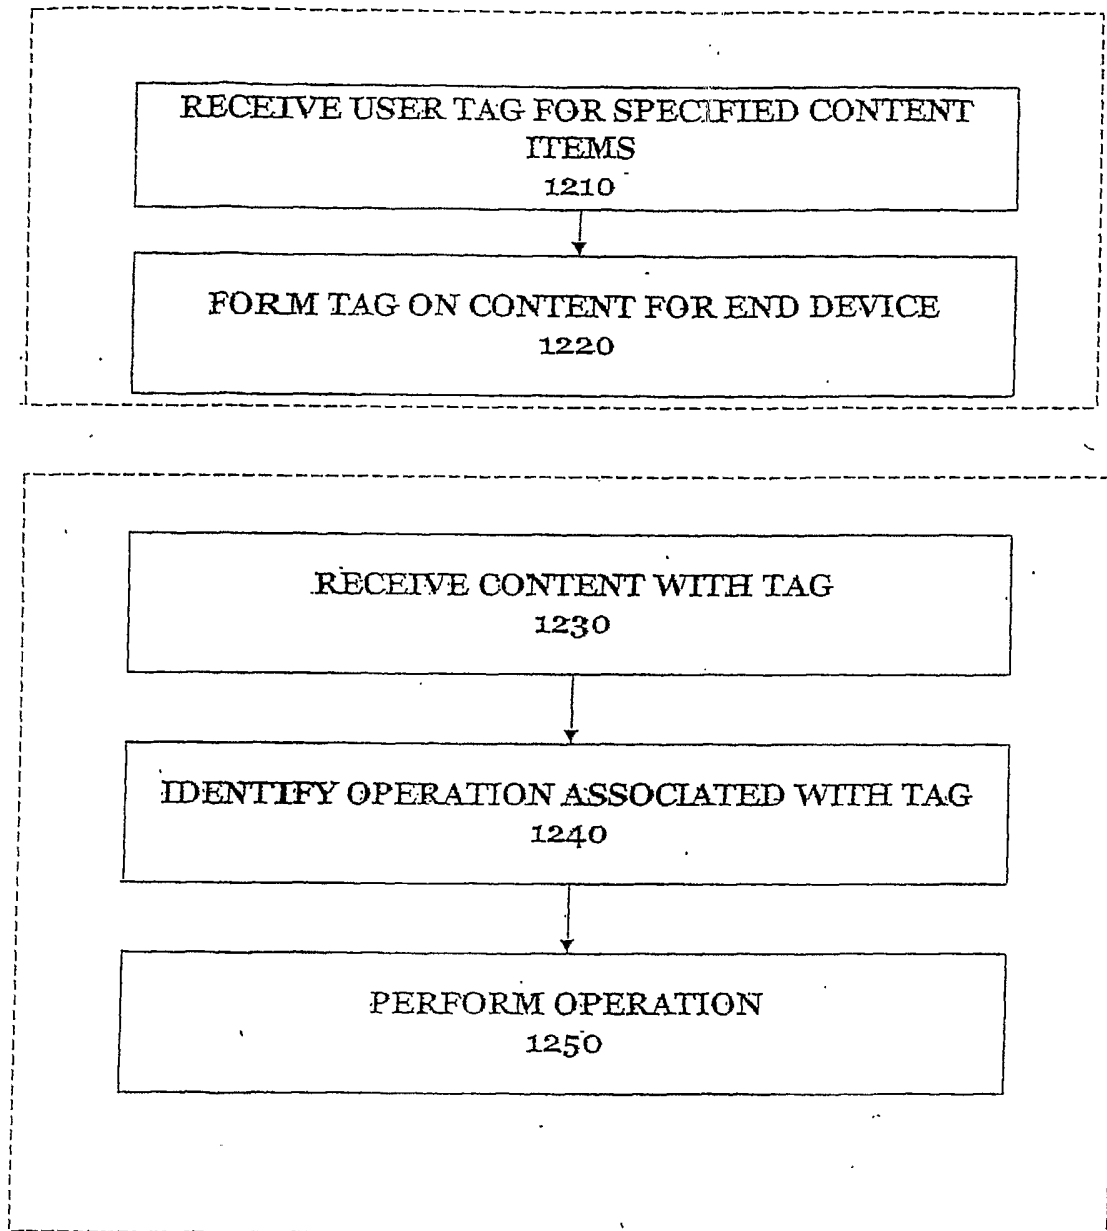 RECEIVE USER TAG FOR SPECIFIED CONTENT
ITEMS
1210
FORM TAG ON CONTENT FOR END DEVICE
1220
RECEIVE CONTENT WITH TAG
1230
IDENTIFY OPERATION ASSOCIATED WITH TAG
1240
PERFORM OPERATION
1250